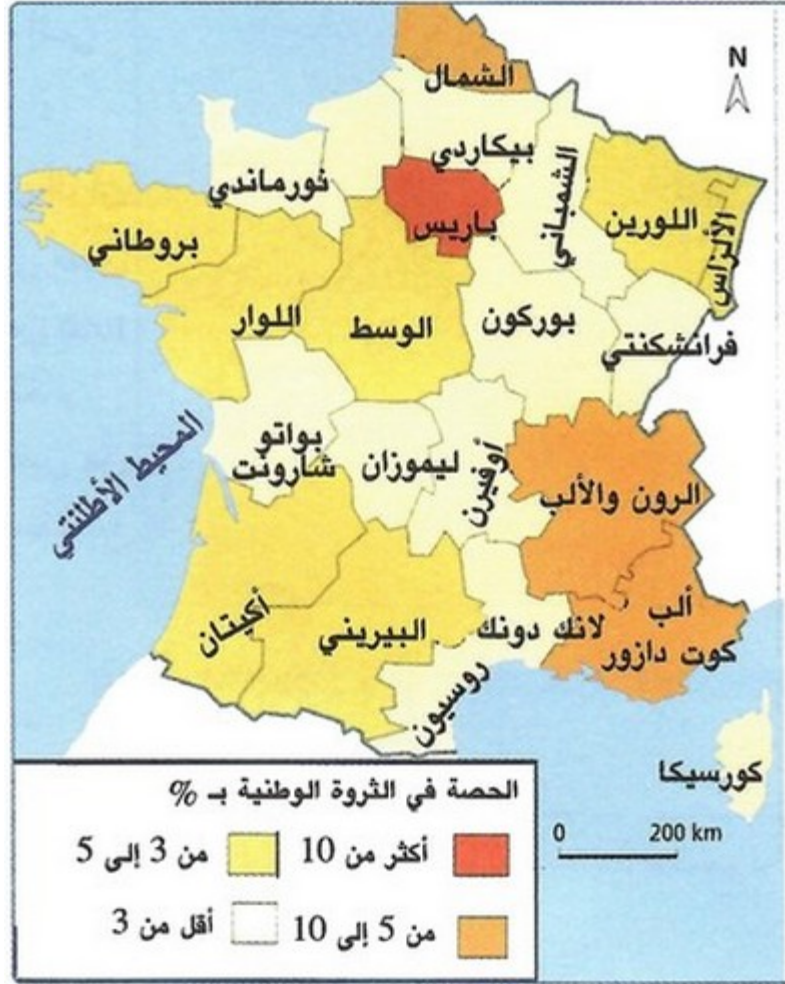 الشمال
N
بيكاردي
الشمباني
نورماندي
باريس
اللورين
الألزاس
بروطاني
اللوار
الوسط
بوركون
فرانشكنتي
المحيط الأطلنتي
بواتو
شارونت
ليموزان
أوفيرن
الرون والألب
أكيتان
البيريني
لانك دونك
روسيون
ألب
كوت دازور
كورسيكا
الحصة في الثروة الوطنية بـ %
أكثر من 10
من 3 إلى 5
من 5 إلى 10
أقل من 3
0 200 km